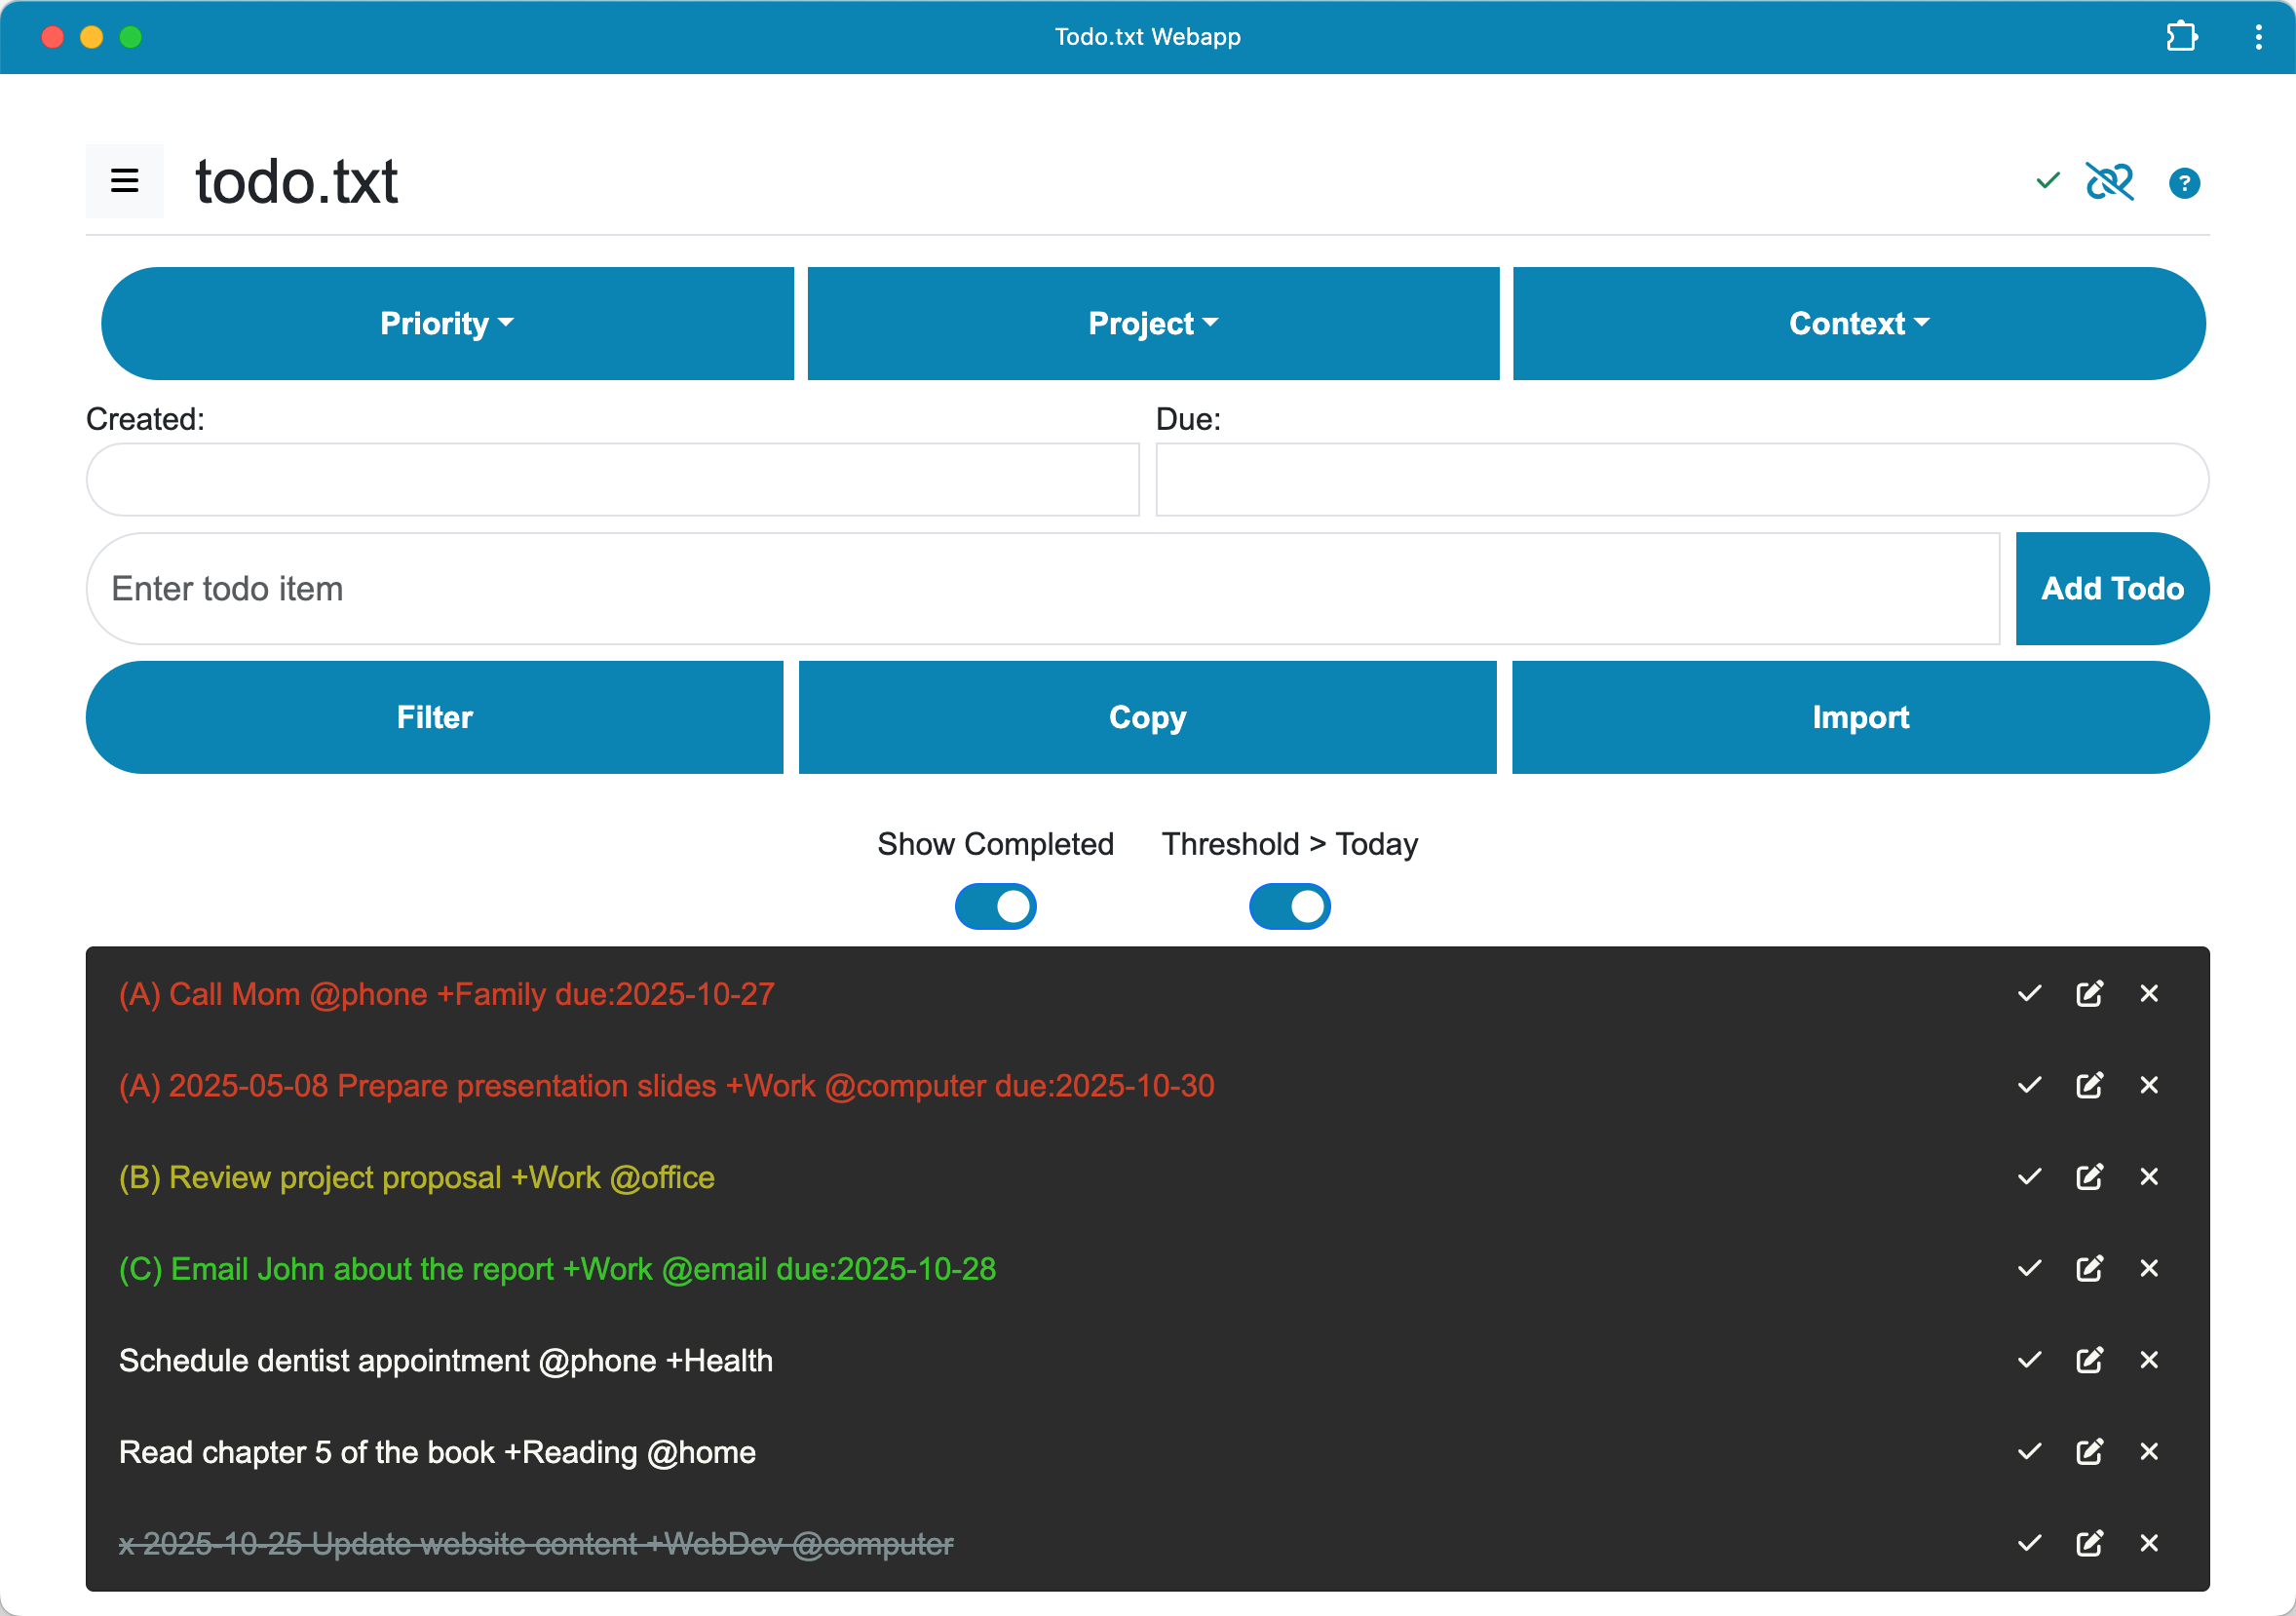 Todo.txt Webapp
todo.txt
?
Priority
Project
Context
Created:
Due:
Enter todo item
Add Todo
Filter
Copy
Import
Show Completed
Threshold > Today
(A) Call Mom @phone +Family due:2025-10-27
(A) 2025-05-08 Prepare presentation slides +Work @computer due:2025-10-30
(B) Review project proposal +Work @office
(C) Email John about the report +Work @email due:2025-10-28
Schedule dentist appointment @phone +Health
Read chapter 5 of the book +Reading @home
x 2025-10-25 Update website content +WebDev @computer